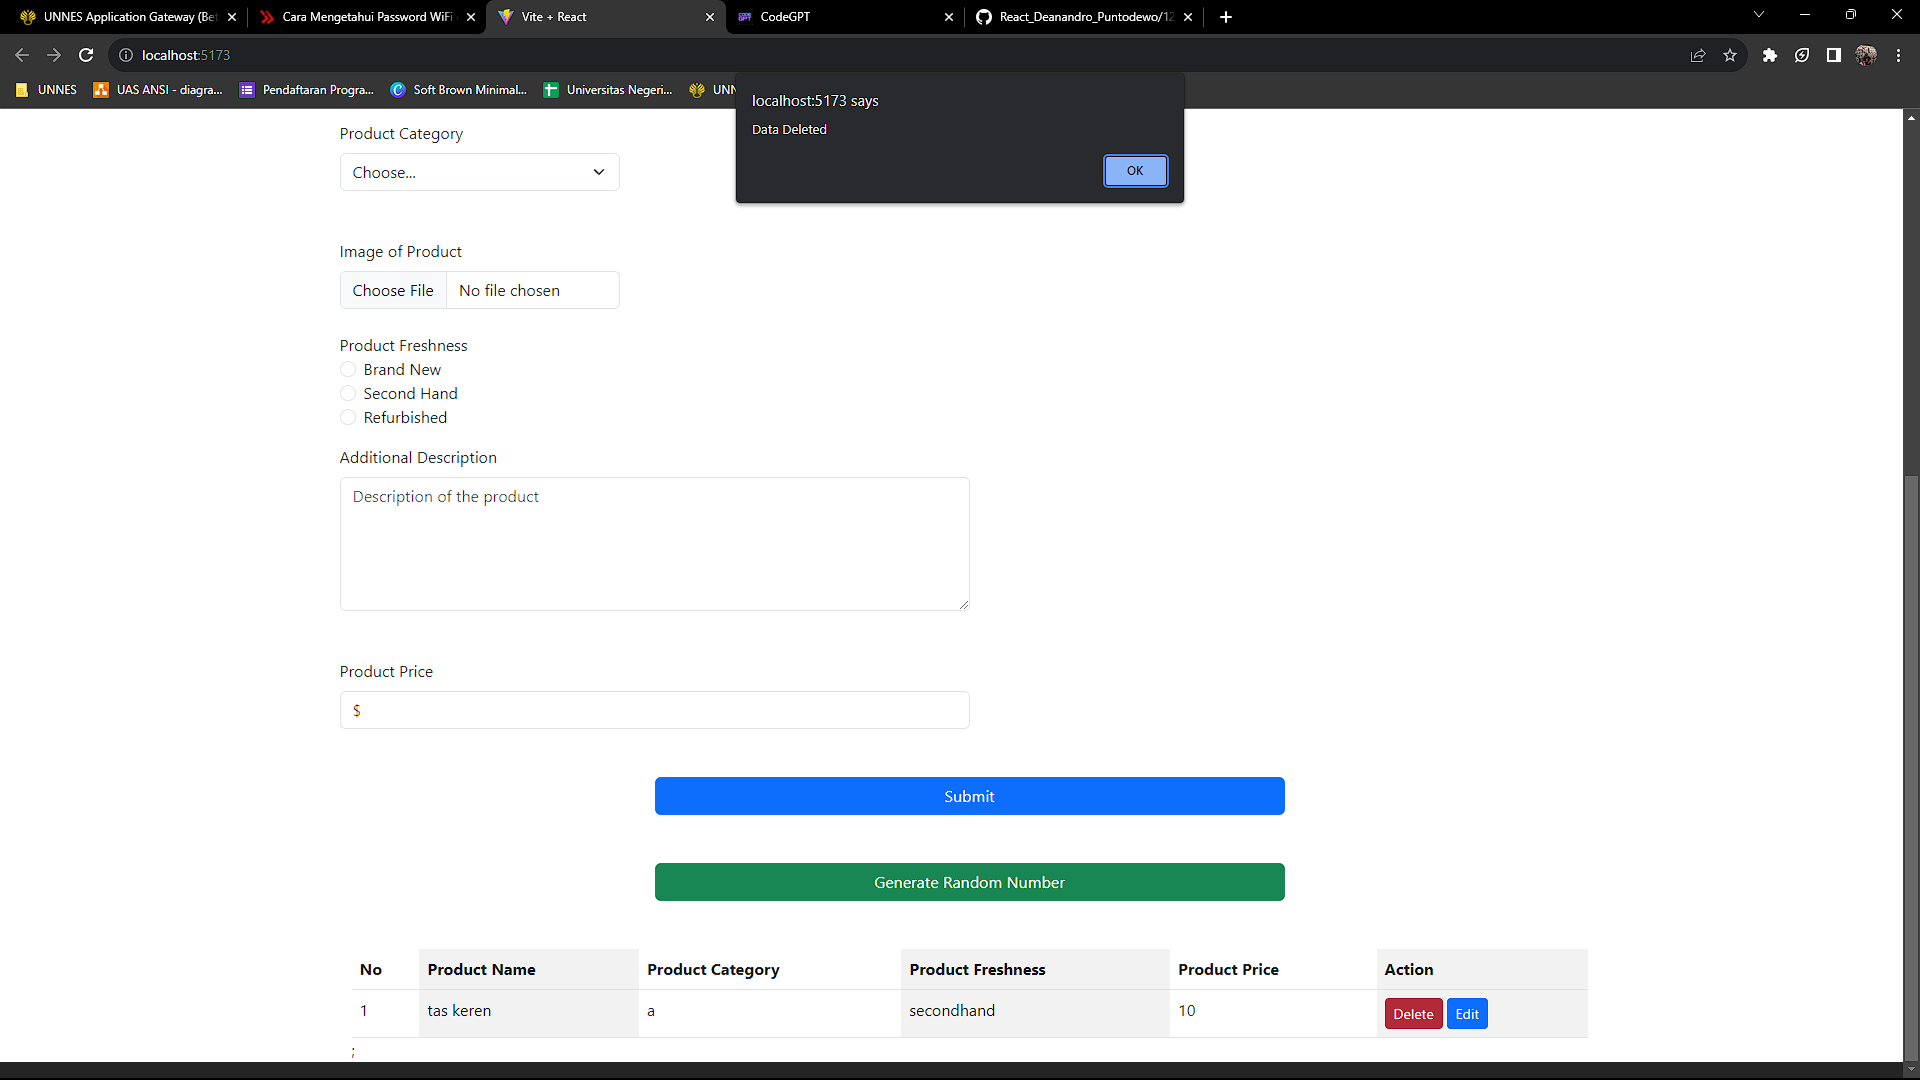 UNNES Application Gateway (Bet
Cara Mengetahui Password WiFi
Vite + React
CodeGPT
React_Deanandro_Puntodewo/12
localhost:5173
UNNES
UAS ANSI - diagra...
Pendaftaran Progra...
Soft Brown Minimal...
Universitas Negeri...
UNN
localhost:5173 says
Data Deleted
OK
Product Category
Choose...
Image of Product
Choose File No file chosen
Product Freshness
Brand New
Second Hand
Refurbished
Additional Description
Description of the product
Product Price
$
Submit
Generate Random Number
No Product Name Product Category Product Freshness Product Price Action
1 tas keren a secondhand 10 Delete Edit
;